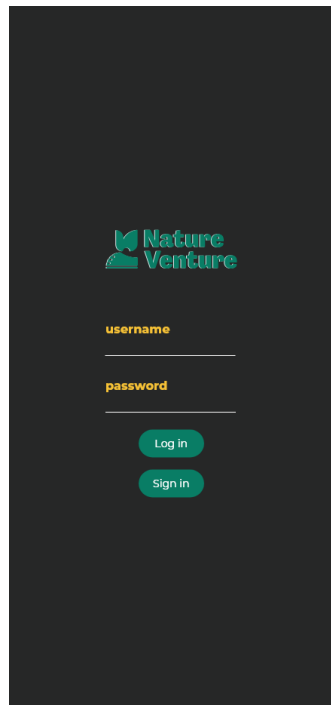 Nature
Venture
username
password
Log in
Sign in